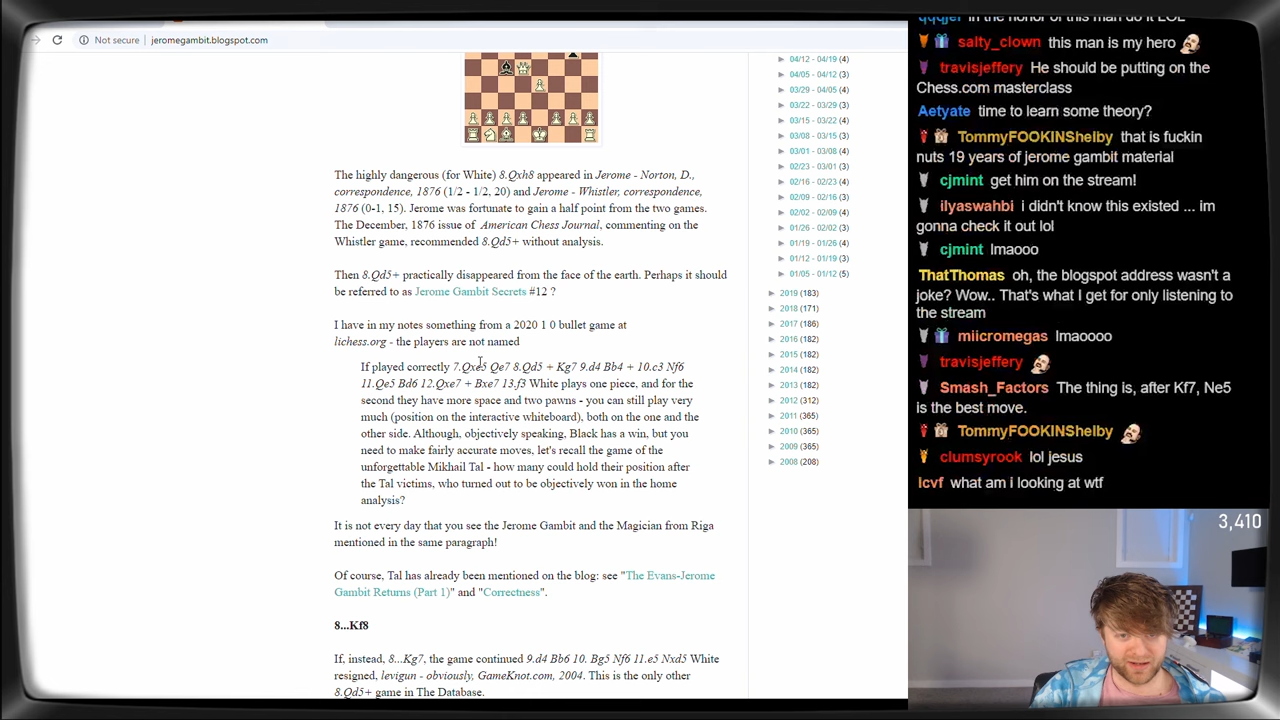 Not secure | jeromegambit.blogspot.com
The highly dangerous (for White) 8.Qxh8 appeared in Jerome - Norton, D.,
correspondence, 1876 (1/2 - 1/2, 20) and Jerome - Whistler, correspondence,
1876 (0-1, 15). Jerome was fortunate to gain a half point from the two games.
The December, 1876 issue of American Chess Journal, commenting on the
Whistler game, recommended 8.Qd5+ without analysis.
Then 8.Qd5+ practically disappeared from the face of the earth. Perhaps it should
be referred to as Jerome Gambit Secrets #12 ?
I have in my notes something from a 2020 1 0 bullet game at
lichess.org - the players are not named
If played correctly 7.Qxe5 Qe7 8.Qd5 + Kg7 9.d4 Bb4 + 10.c3 Nf6
11.Qe5 Bd6 12.Qxe7 + Bxe7 13.f3 White plays one piece, and for the
second they have more space and two pawns - you can still play very
much (position on the interactive whiteboard), both on the one and the
other side. Although, objectively speaking, Black has a win, but you
need to make fairly accurate moves, let's recall the game of the
unforgettable Mikhail Tal - how many could hold their position after
the Tal victims, who turned out to be objectively won in the home
analysis?
It is not every day that you see the Jerome Gambit and the Magician from Riga
mentioned in the same paragraph!
Of course, Tal has already been mentioned on the blog: see "The Evans-Jerome
Gambit Returns (Part 1)" and "Correctness".
8...Kf8
If, instead, 8...Kg7, the game continued 9.d4 Bb6 10. Bg5 Nf6 11.e5 Nxd5 White
resigned, levigun - obviously, GameKnot.com, 2004. This is the only other
8.Qd5+ game in The Database.
► 04/12 - 04/19 (4)
► 04/05 - 04/12 (3)
► 03/29 - 04/05 (4)
► 03/22 - 03/29 (3)
► 03/15 - 03/22 (4)
► 03/08 - 03/15 (3)
► 03/01 - 03/08 (4)
► 02/23 - 03/01 (3)
► 02/16 - 02/23 (4)
► 02/09 - 02/16 (3)
► 02/02 - 02/09 (4)
► 01/26 - 02/02 (3)
► 01/19 - 01/26 (4)
► 01/12 - 01/19 (3)
► 01/05 - 01/12 (5)
► 2019 (183)
► 2018 (171)
► 2017 (186)
► 2016 (182)
► 2015 (182)
► 2014 (182)
► 2013 (182)
► 2012 (312)
► 2011 (365)
► 2010 (365)
► 2009 (365)
► 2008 (208)
in the honor of this man do it LOL
salty_clown this man is my hero
travisjeffery He should be putting on the
Chess.com masterclass
Aetyate time to learn some theory?
TommyFOOKINShelby that is fuckin
nuts 19 years of jerome gambit material
cjmint get him on the stream!
ilyaswahbi i didn't know this existed ... im
gonna check it out lol
cjmint lmaooo
ThatThomas oh, the blogspot address wasn't a
joke? Wow.. That's what I get for only listening to
the stream
miicromegas lmaoooo
travisjeffery
Smash_Factors The thing is, after Kf7, Ne5
is the best move.
TommyFOOKINShelby
clumsyrook lol jesus
lcvf what am i looking at wtf
3,410